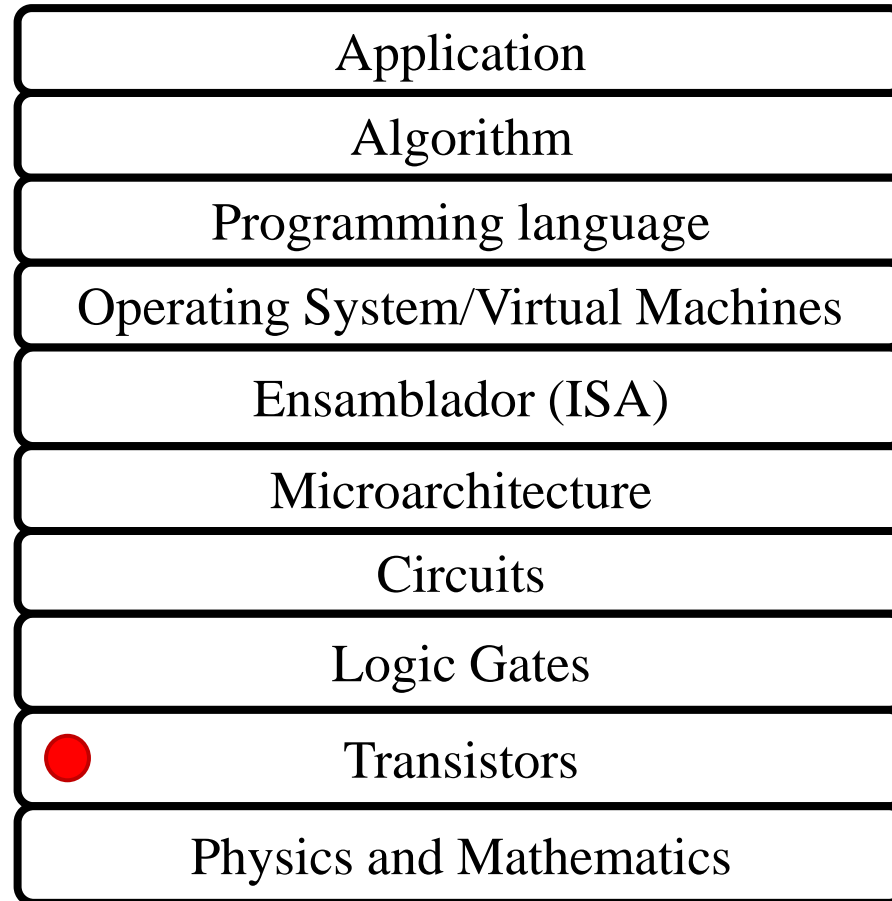 Application
Algorithm
Programming language
Operating System/Virtual Machines
Ensamblador (ISA)
Microarchitecture
Circuits
Logic Gates
Transistors
Physics and Mathematics